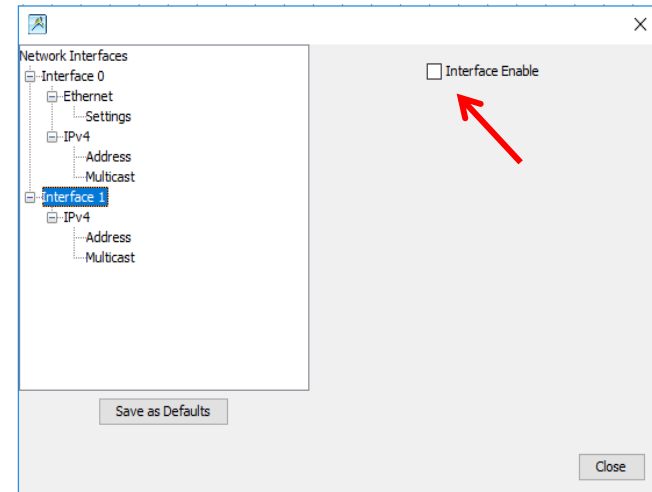 Network Interfaces
Interface 0
Ethernet
Settings
IPv4
Address
Multicast
Interface 1
IPv4
Address
Multicast
Interface Enable
Save as Defaults
Close